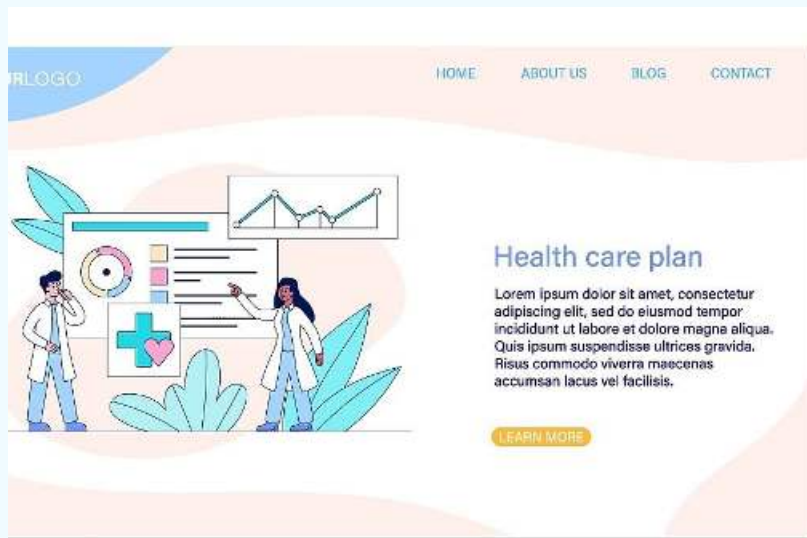 URLOGO
HOME ABOUT US BLOG CONTACT
Health care plan
Lorem ipsum dolor sit amet, consectetur
adipiscing elit, sed do eiusmod tempor
incididunt ut labore et dolore magna aliqua.
Quis ipsum suspendisse ultrices gravida.
Risus commodo viverra maecenas
accumsan lacus vel facilisis.
LEARN MORE